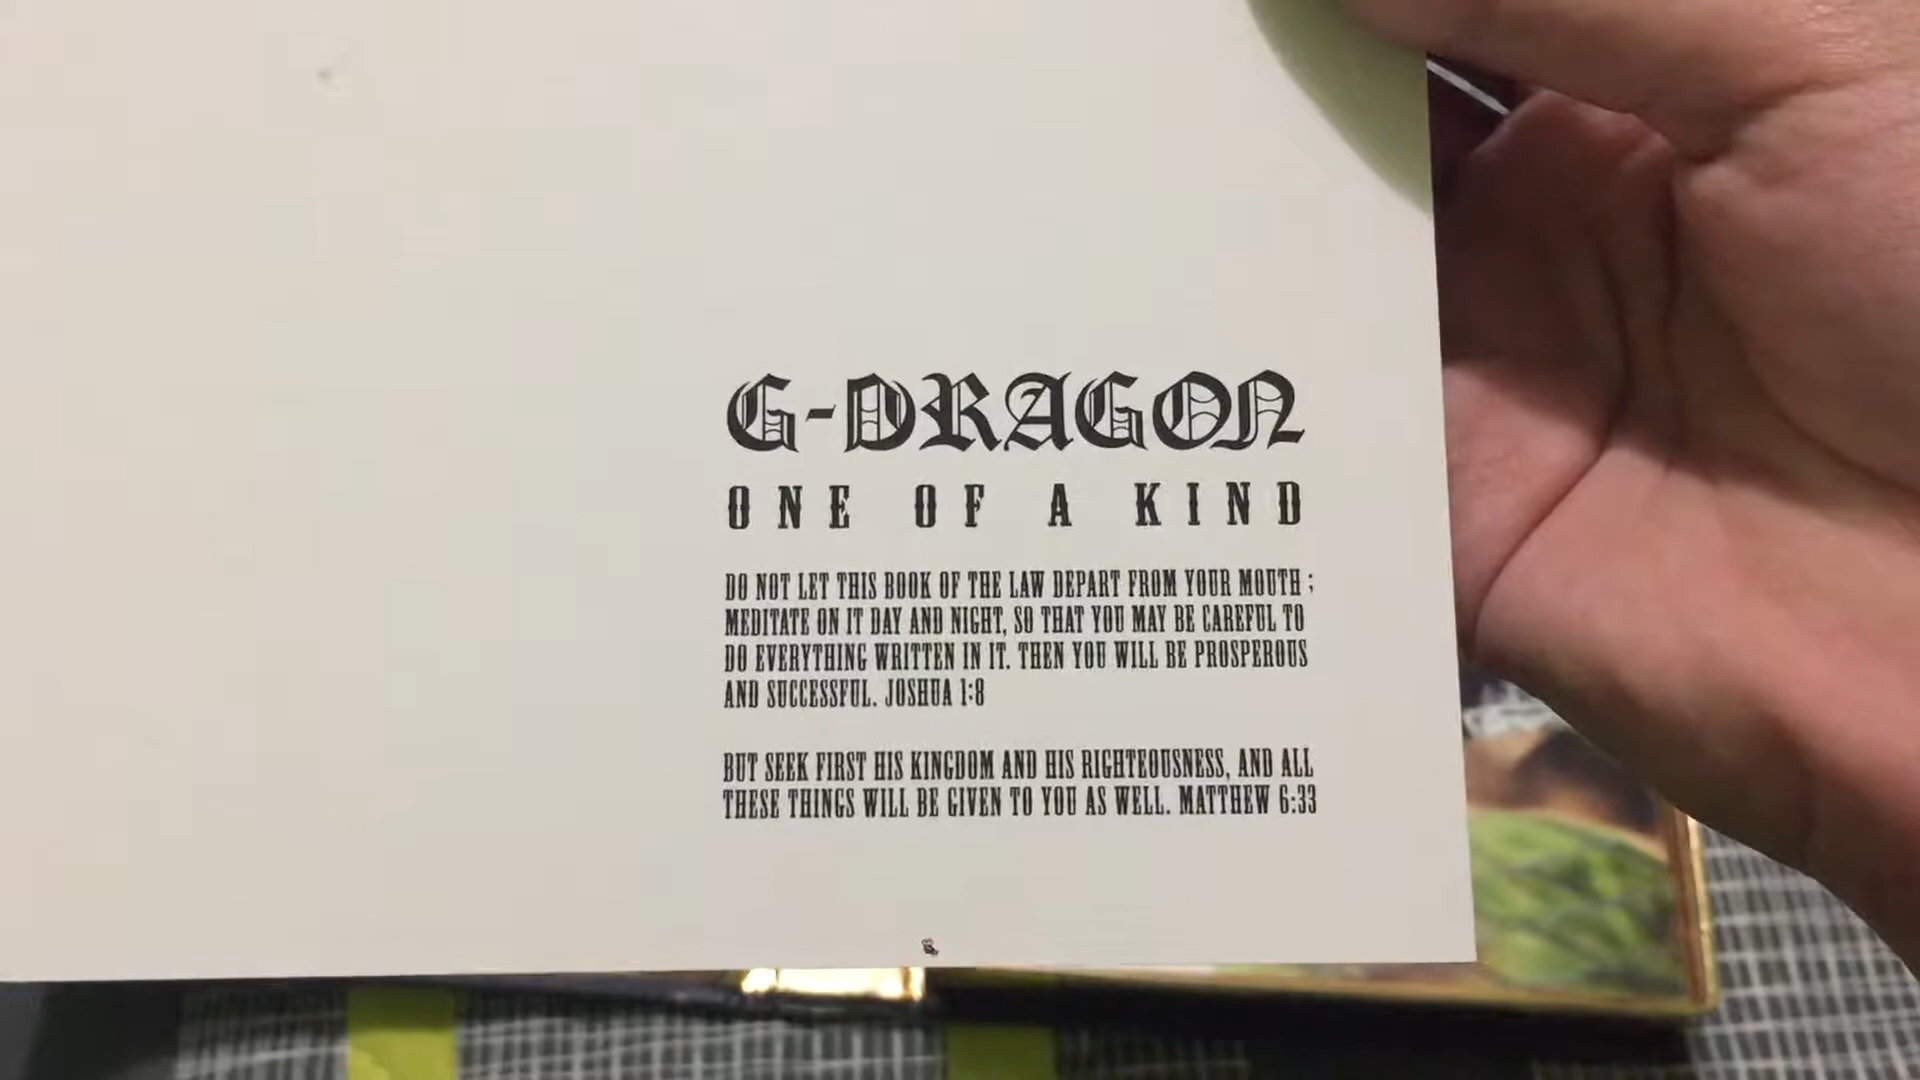 G-DRAGON
ONE OF A KIND
DO NOT LET THIS BOOK OF THE LAW DEPART FROM YOUR MOUTH ;
MEDITATE ON IT DAY AND NIGHT, SO THAT YOU MAY BE CAREFUL TO
DO EVERYTHING WRITTEN IN IT. THEN YOU WILL BE PROSPEROUS
AND SUCCESSFUL. JOSHUA 1:8
BUT SEEK FIRST HIS KINGDOM AND HIS RIGHTEOUSNESS, AND ALL
THESE THINGS WILL BE GIVEN TO YOU AS WELL. MATTHEW 6:33